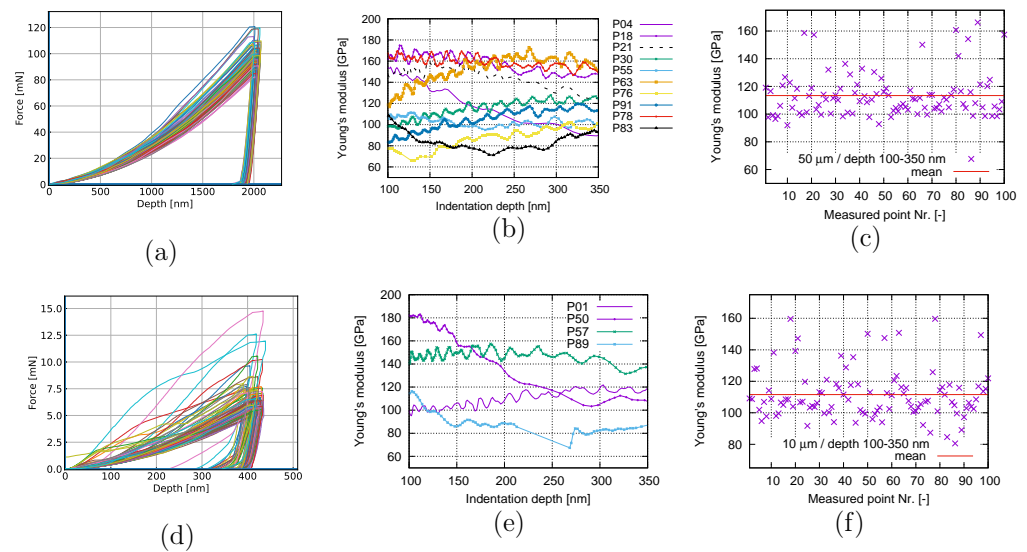 120
100
80
60
40
20
0
0
500
1000
1500
2000
Force [mN]
Depth [nm]
(a)
200
180
160
140
120
100
80
60
100
150
200
250
300
350
Young's modulus [GPa]
Indentation depth [nm]
P04
P18
P21
P30
P55
P63
P76
P91
P78
P83
(b)
160
140
120
100
80
60
10 20 30 40 50 60 70 80 90 100
Young's modulus [GPa]
Measured point Nr. [-]
50 μm / depth 100-350 nm
mean
(c)
15.0
12.5
10.0
7.5
5.0
2.5
0.0
0
100
200
300
400
500
Force [mN]
Depth [nm]
(d)
200
180
160
140
120
100
80
60
100
150
200
250
300
350
Young's modulus [GPa]
Indentation depth [nm]
P01
P50
P57
P89
(e)
160
140
120
100
80
10 20 30 40 50 60 70 80 90 100
Young's modulus [GPa]
Measured point Nr. [-]
10 μm / depth 100-350 nm
mean
(f)